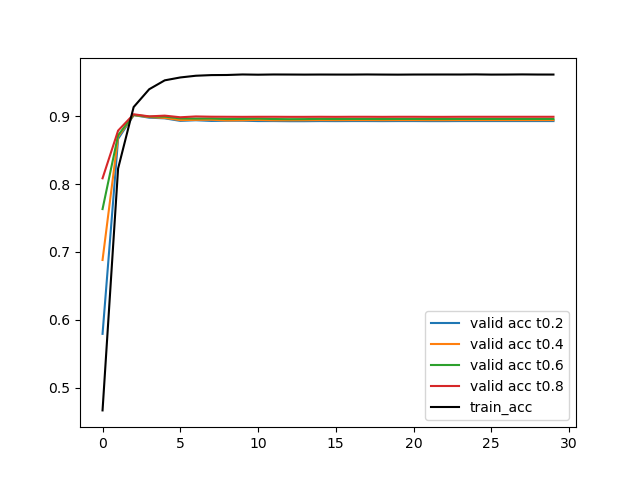 0.9
0.8
0.7
0.6
0.5
valid acc t0.2
valid acc t0.4
valid acc t0.6
valid acc t0.8
train_acc
0 5 10 15 20 25 30